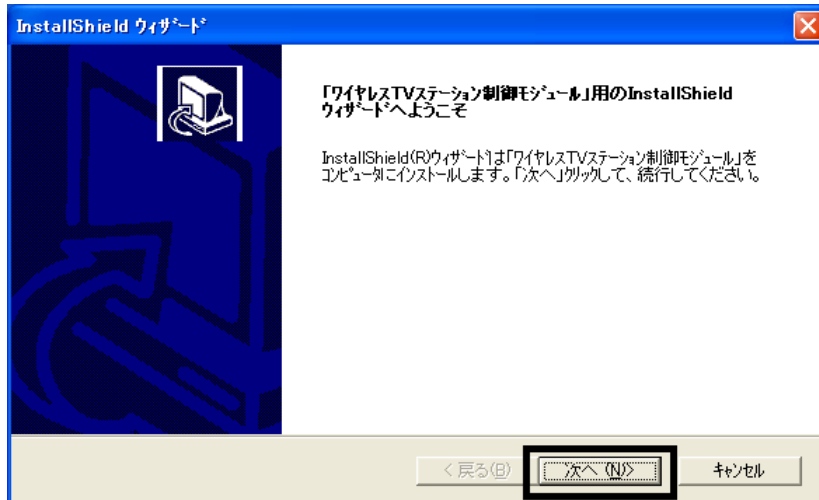 InstallShield ウィザード
「ワイヤレスTVステーション制御モジュール」用のInstallShield
ウィザードへようこそ
InstallShield(R)ウィザードは「ワイヤレスTVステーション制御モジュール」を
コンピュータにインストールします。「次へ」クリックして、続行してください。
< 戻る(B)
次へ (N)>
キャンセル